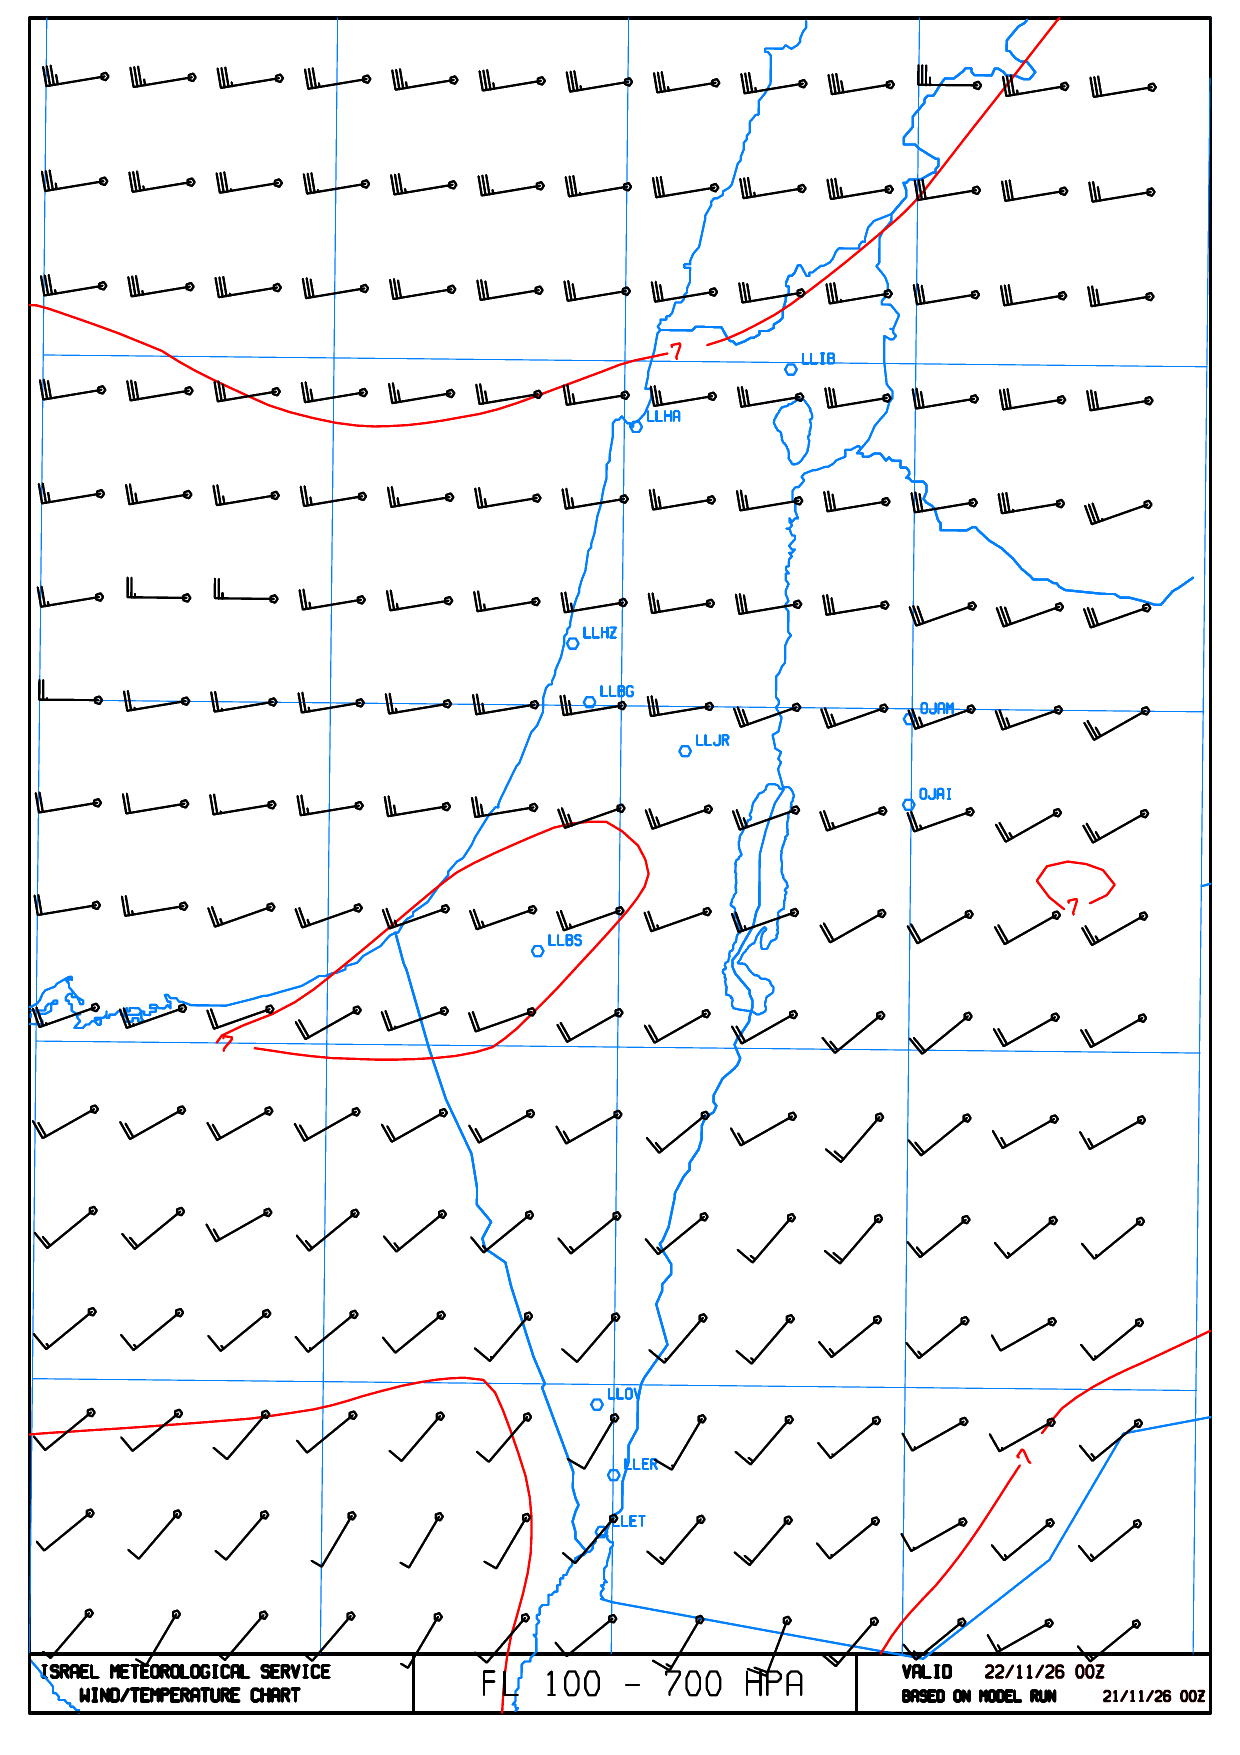 7
LLIB
LLHA
LLHZ
LLBG
OJAM
LLJR
OJAI
7
LLBS
7
LLOV
7
LLER
LLET
ISRAEL METEOROLOGICAL SERVICE
WIND/TEMPERATURE CHART
FL 100 - 700 HPA
VALID 22/11/26 00Z
BASED ON MODEL RUN 21/11/26 00Z